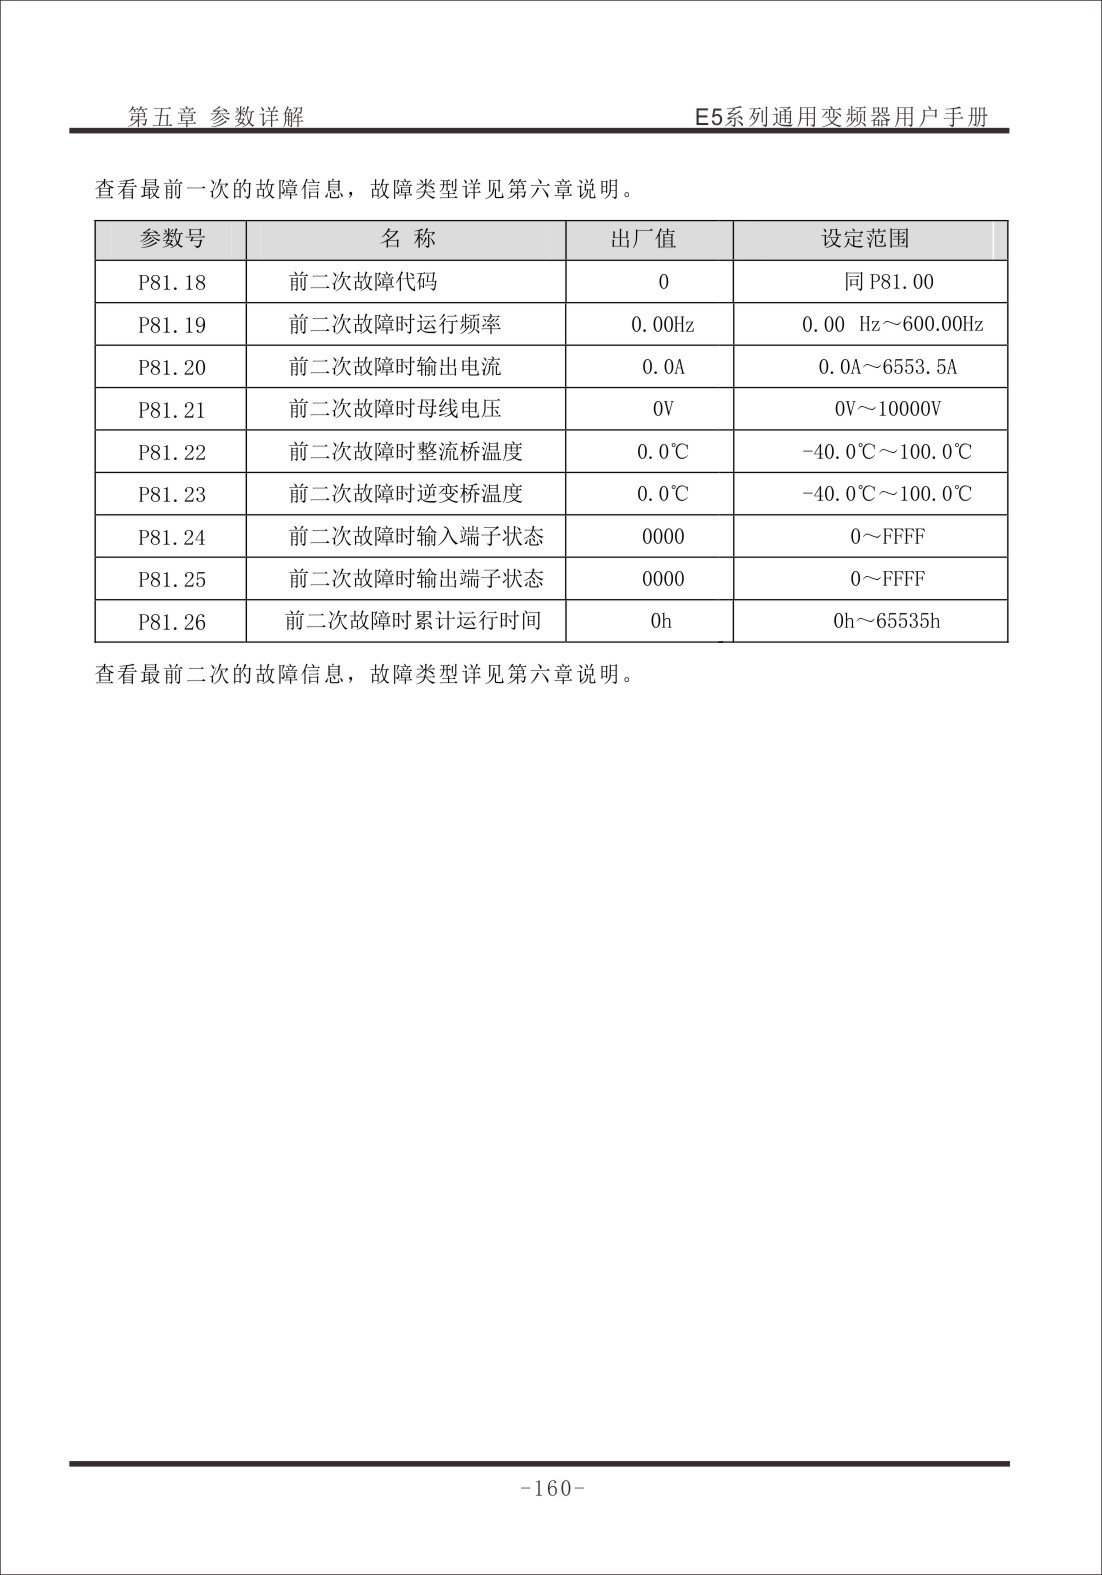 第五章 参数详解 E5系列通用变频器用户手册
查看最前一次的故障信息，故障类型详见第六章说明。
参数号 名 称 出厂值 设定范围
P81.18 前二次故障代码 0 同P81.00
P81.19 前二次故障时运行频率 0.00Hz 0.00 Hz～600.00Hz
P81.20 前二次故障时输出电流 0.0A 0.0A～6553.5A
P81.21 前二次故障时母线电压 0V 0V～10000V
P81.22 前二次故障时整流桥温度 0.0℃ -40.0℃～100.0℃
P81.23 前二次故障时逆变桥温度 0.0℃ -40.0℃～100.0℃
P81.24 前二次故障时输入端子状态 0000 0～FFFF
P81.25 前二次故障时输出端子状态 0000 0～FFFF
P81.26 前二次故障时累计运行时间 0h 0h～65535h
查看最前二次的故障信息，故障类型详见第六章说明。
-160-